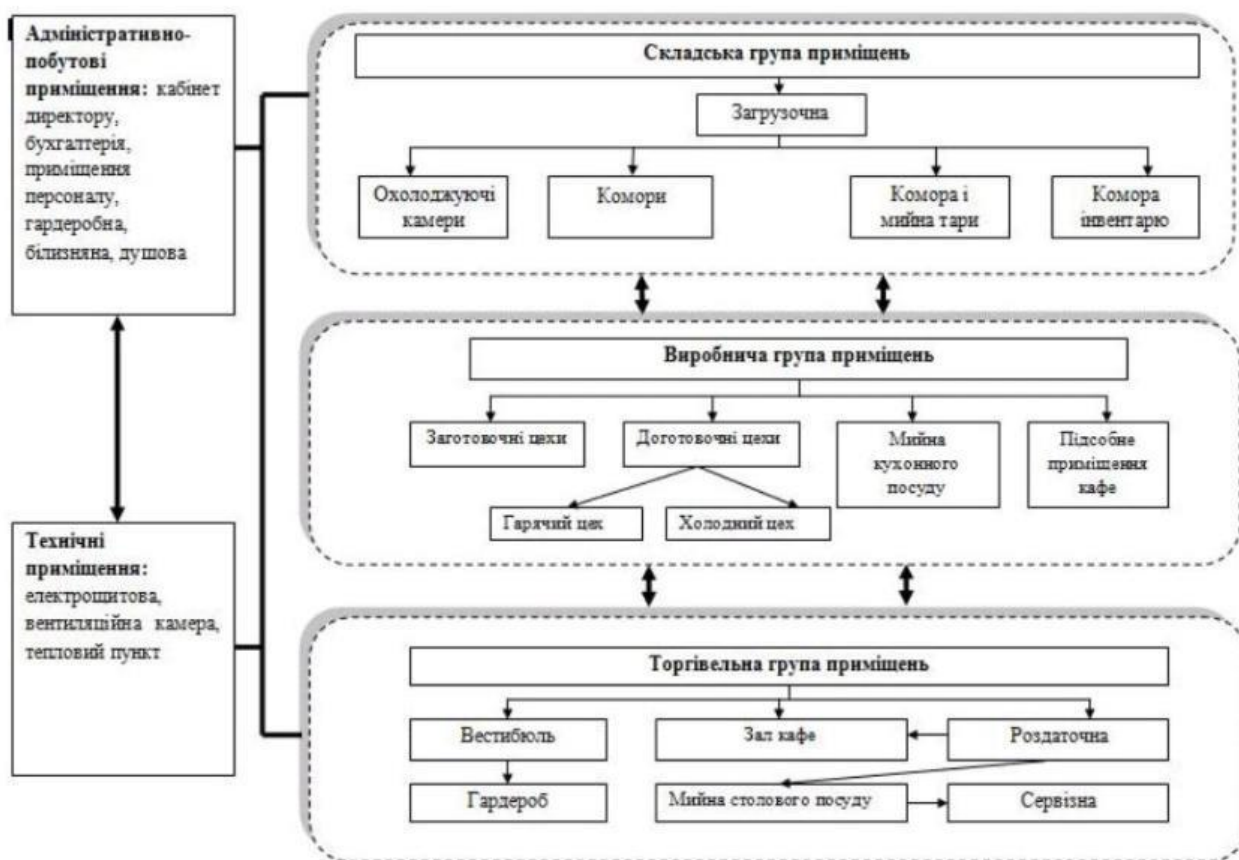 Адміністративно-
побутові
приміщення: кабінет
директору,
бухгалтерія,
приміщення
персоналу,
гардеробна,
білизняна, душова
Технічні
приміщення:
електрощитова,
вентиляційна камера,
тепловий пункт
Складська група приміщень
Загрузочна
Охолоджуючі
камери
Комори
Комора і
мийна тари
Комора
інвентарю
Виробнича група приміщень
Заготовочні цехи
Доготовочні цехи
Мийна
кухонного
посуду
Підсобне
приміщення
кафе
Гарячий цех
Холодний цех
Торгівельна група приміщень
Вестибюль
Зал кафе
Роздаточна
Гардероб
Мийна столового посуду
Сервізна